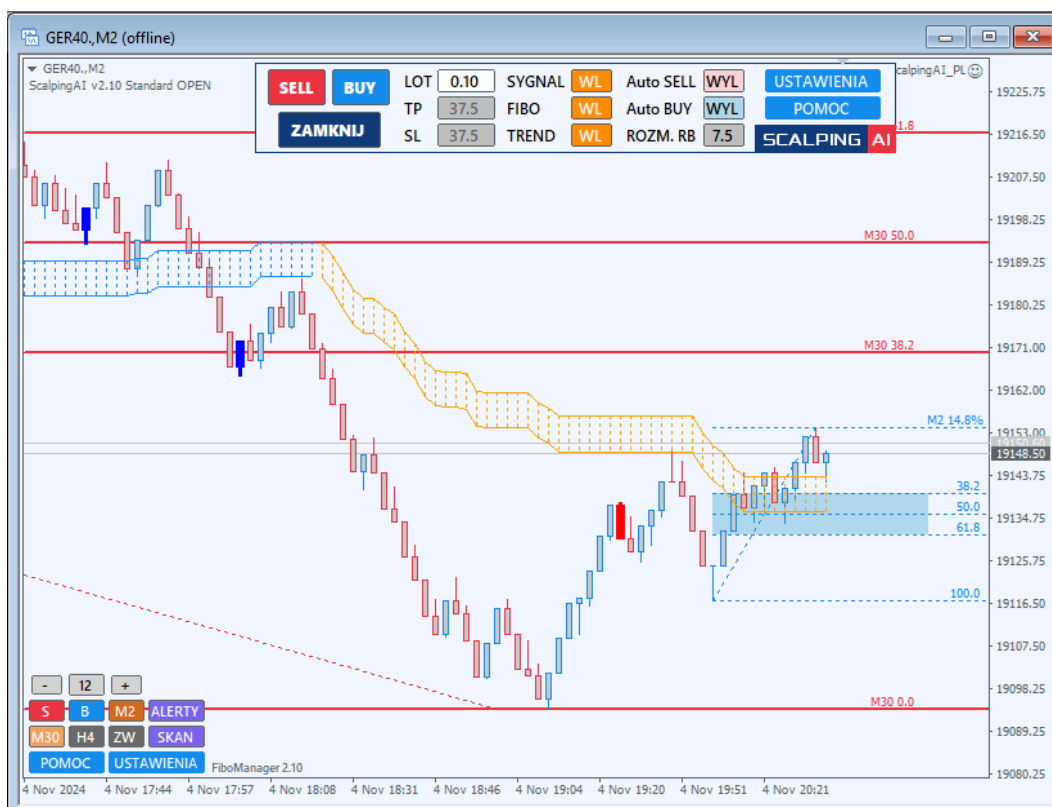 GER40.,M2 (offline)
GER40.,M2
ScalpingAI v2.10 Standard OPEN
SELL BUY LOT 0.10 SYGNAL WL Auto SELL WYL USTAWIENIA
TP 37.5 FIBO WL Auto BUY WYL POMOC
ZAMKNIJ SL 37.5 TREND WL ROZM. RB 7.5 SCALPING AI
19225.75
19216.50
19207.50
19198.25
M30 50.0
19189.25
19180.25
19171.00
M30 38.2
19162.00
19153.00
M2 14.8%
19150.60
19148.50
19143.75
38.2
50.0
19134.75
61.8
19125.75
100.0
19116.50
19107.50
19098.25
M30 0.0
19089.25
19080.25
- 12 +
S B M2 ALERTY
M30 H4 ZW SKAN
POMOC USTAWIENIA FiboManager 2.10
4 Nov 2024 4 Nov 17:44 4 Nov 17:57 4 Nov 18:08 4 Nov 18:31 4 Nov 18:46 4 Nov 19:04 4 Nov 19:20 4 Nov 19:51 4 Nov 20:21